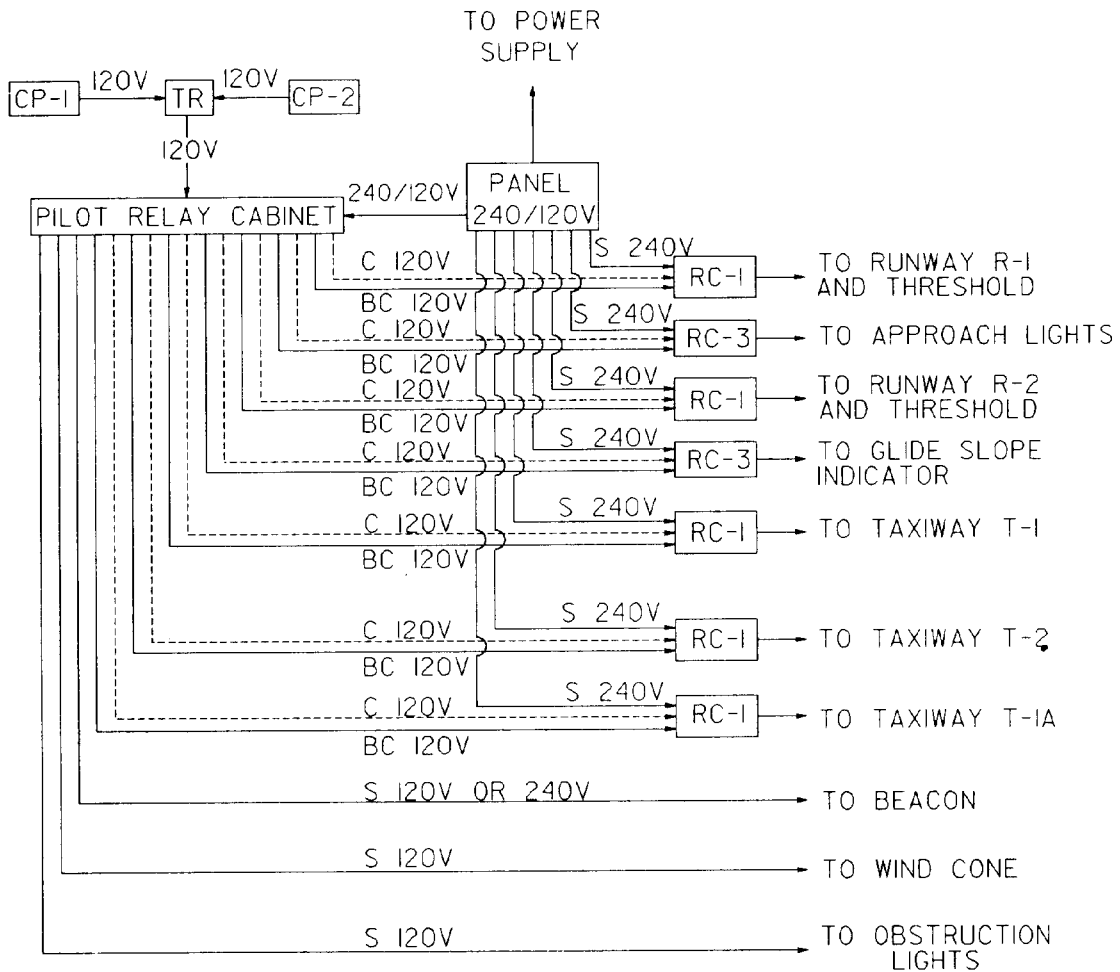 TO POWER
SUPPLY
120V
120V
CP-1
TR
CP-2
120V
PANEL
240/120V
240/120V
PILOT RELAY CABINET
S 240V
C 120V
RC-1
TO RUNWAY R-1
AND THRESHOLD
BC 120V
S 240V
C 120V
RC-3
TO APPROACH LIGHTS
BC 120V
S 240V
C 120V
RC-1
TO RUNWAY R-2
AND THRESHOLD
BC 120V
S 240V
C 120V
RC-3
TO GLIDE SLOPE
INDICATOR
BC 120V
S 240V
C 120V
RC-1
TO TAXIWAY T-1
BC 120V
S 240V
C 120V
RC-1
TO TAXIWAY T-2
BC 120V
S 240V
C 120V
RC-1
TO TAXIWAY T-1A
BC 120V
S 120V OR 240V
TO BEACON
S 120V
TO WIND CONE
S 120V
TO OBSTRUCTION
LIGHTS